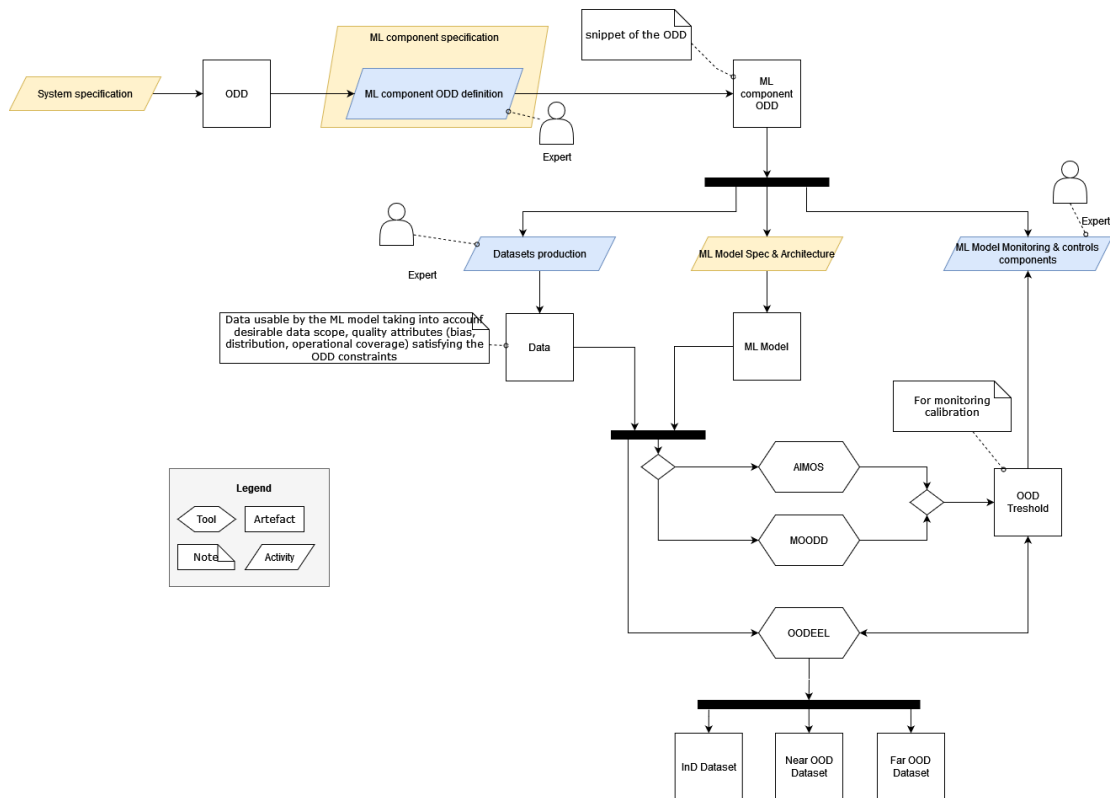 ML component specification
snippet of the ODD
System specification
ODD
ML component ODD definition
ML
component
ODD
Expert
Expert
Expert
Datasets production
ML Model Spec & Architecture
ML Model Monitoring & controls
components
Data usable by the ML model taking into account
desirable data scope, quality attributes (bias,
distribution, operational coverage) satisfying the
ODD constraints
Data
ML Model
For monitoring
calibration
AIMOS
OOD
Treshold
MOODD
Legend
Tool
Artefact
Note
Activity
OODEEL
InD Dataset
Near OOD
Dataset
Far OOD
Dataset